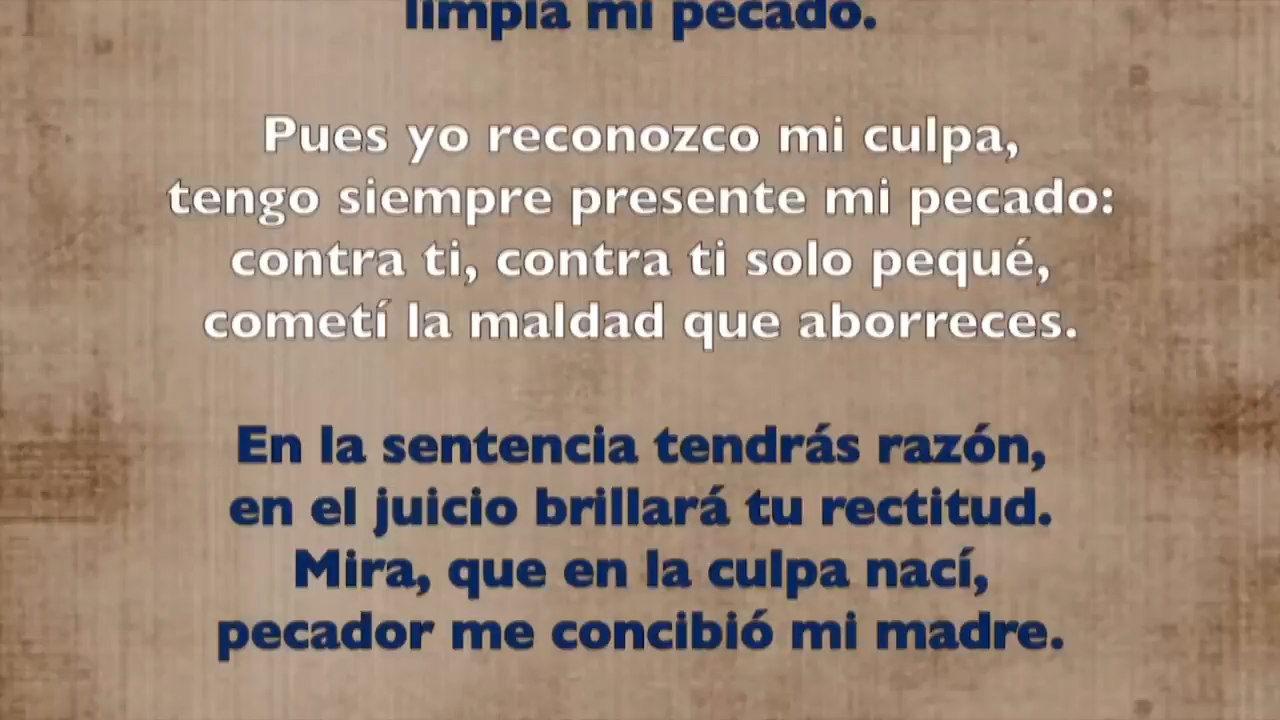 limpia mi pecado.
Pues yo reconozco mi culpa,
tengo siempre presente mi pecado:
contra ti, contra ti solo pequé,
cometí la maldad que aborreces.
En la sentencia tendrás razón,
en el juicio brillará tu rectitud.
Mira, que en la culpa nací,
pecador me concibió mi madre.